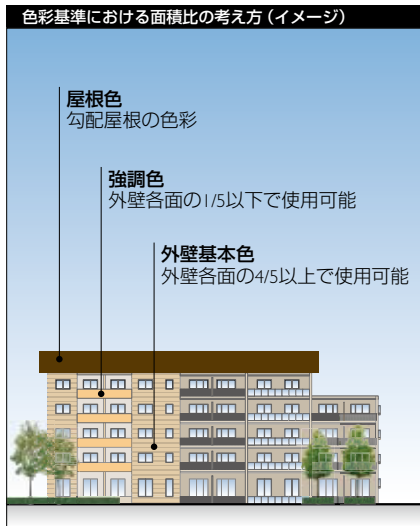 色彩基準における面積比の考え方（イメージ）
屋根色
勾配屋根の色彩
強調色
外壁各面の1/5以下で使用可能
外壁基本色
外壁各面の4/5以上で使用可能